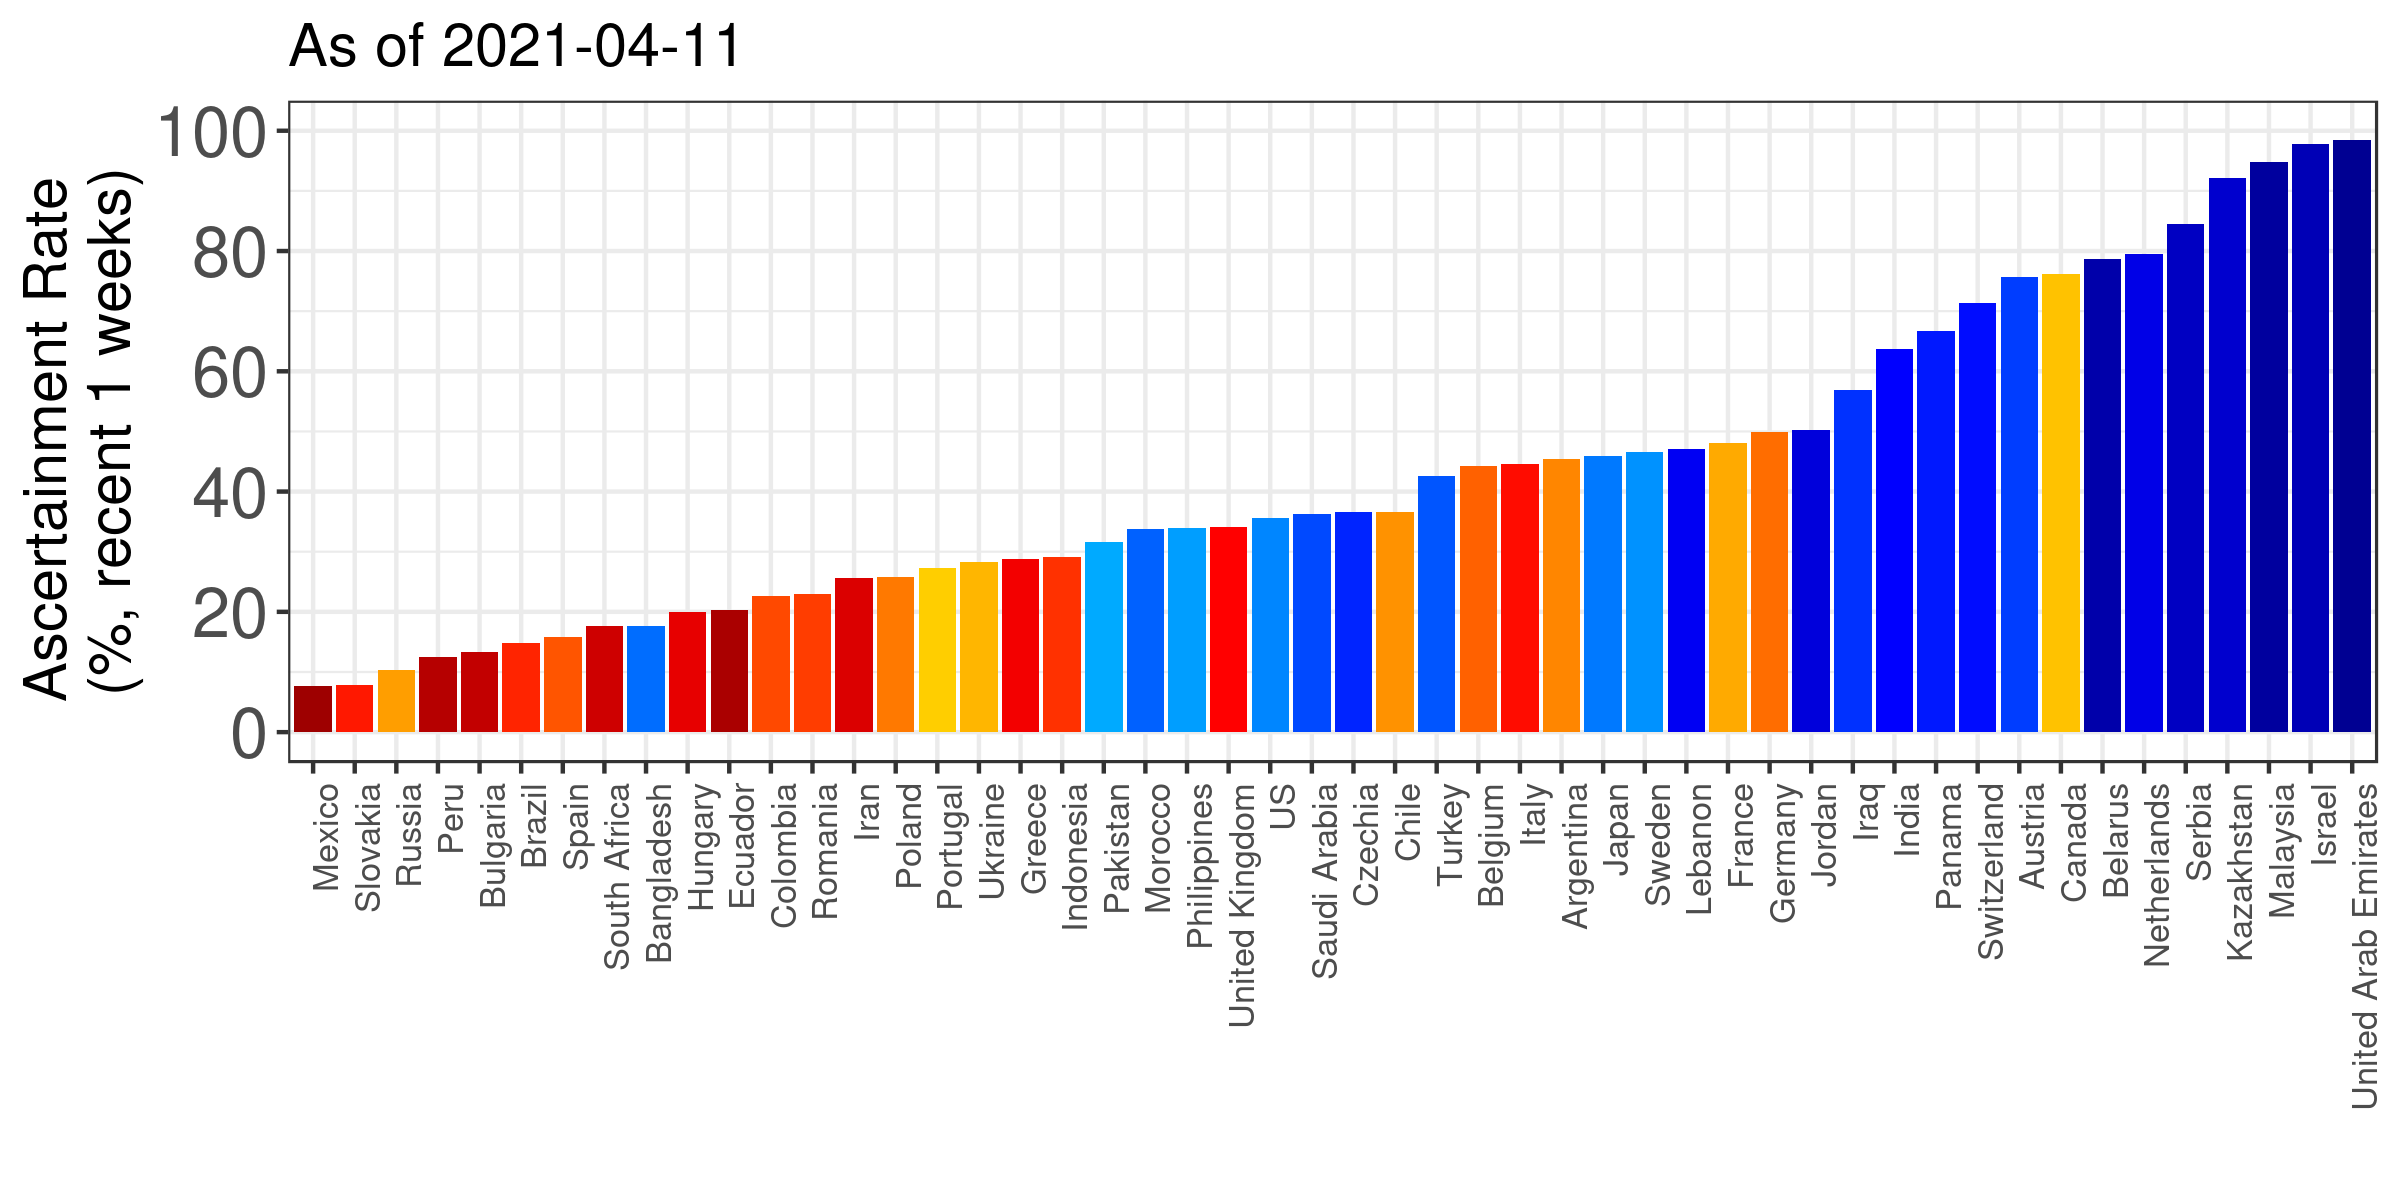 As of 2021-04-11
Ascertainment Rate
(%, recent 1 weeks)
100
80
60
40
20
0
Mexico
Slovakia
Russia
Peru
Bulgaria
Brazil
Spain
South Africa
Bangladesh
Hungary
Ecuador
Colombia
Romania
Iran
Poland
Portugal
Ukraine
Greece
Indonesia
Pakistan
Morocco
Philippines
United Kingdom
US
Saudi Arabia
Czechia
Chile
Turkey
Belgium
Italy
Argentina
Japan
Sweden
Lebanon
France
Germany
Jordan
Iraq
India
Panama
Switzerland
Austria
Canada
Belarus
Netherlands
Serbia
Kazakhstan
Malaysia
Israel
United Arab Emirates